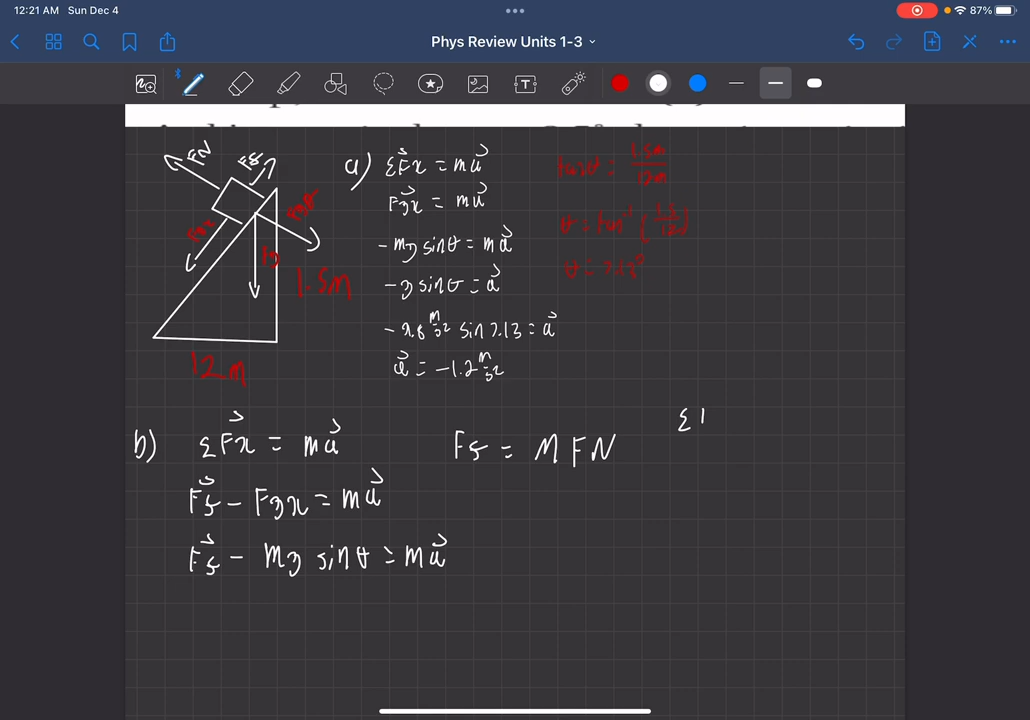 12:21 AM Sun Dec 4
87%
Phys Review Units 1-3
FN
Ff
Fgx
Fgy
1.5m
12m
a) ΣFx = ma
Fgx = ma
- mg sinθ = ma
- g sinθ = a
- 9.8 m/s2 sin 7.13 = a
a = -1.2 m/s2
tanθ = 1.5m/12m
θ = tan-1 (1.5/12)
θ = 7.13°
b) ΣFx = ma
Ff - Fgx = ma
Ff - mg sinθ = ma
Ff = M FN
Σ